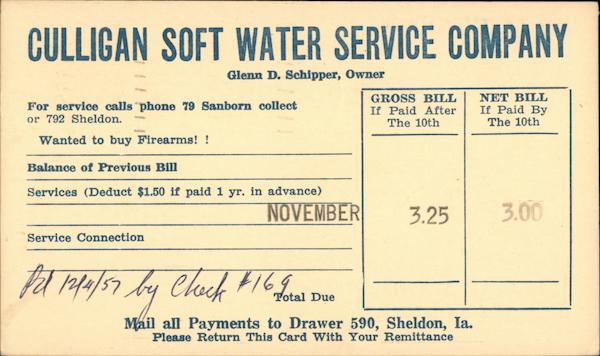 CULLIGAN SOFT WATER SERVICE COMPANY
Glenn D. Schipper, Owner
For service calls phone 79 Sanborn collect
or 792 Sheldon.
Wanted to buy Firearms! !
Balance of Previous Bill
Services (Deduct $1.50 if paid 1 yr. in advance)
NOVEMBER
Service Connection
Pd 12/4/57 by Check #169
Total Due
GROSS BILL
If Paid After
The 10th
3.25
NET BILL
If Paid By
The 10th
3.00
Mail all Payments to Drawer 590, Sheldon, Ia.
Please Return This Card With Your Remittance